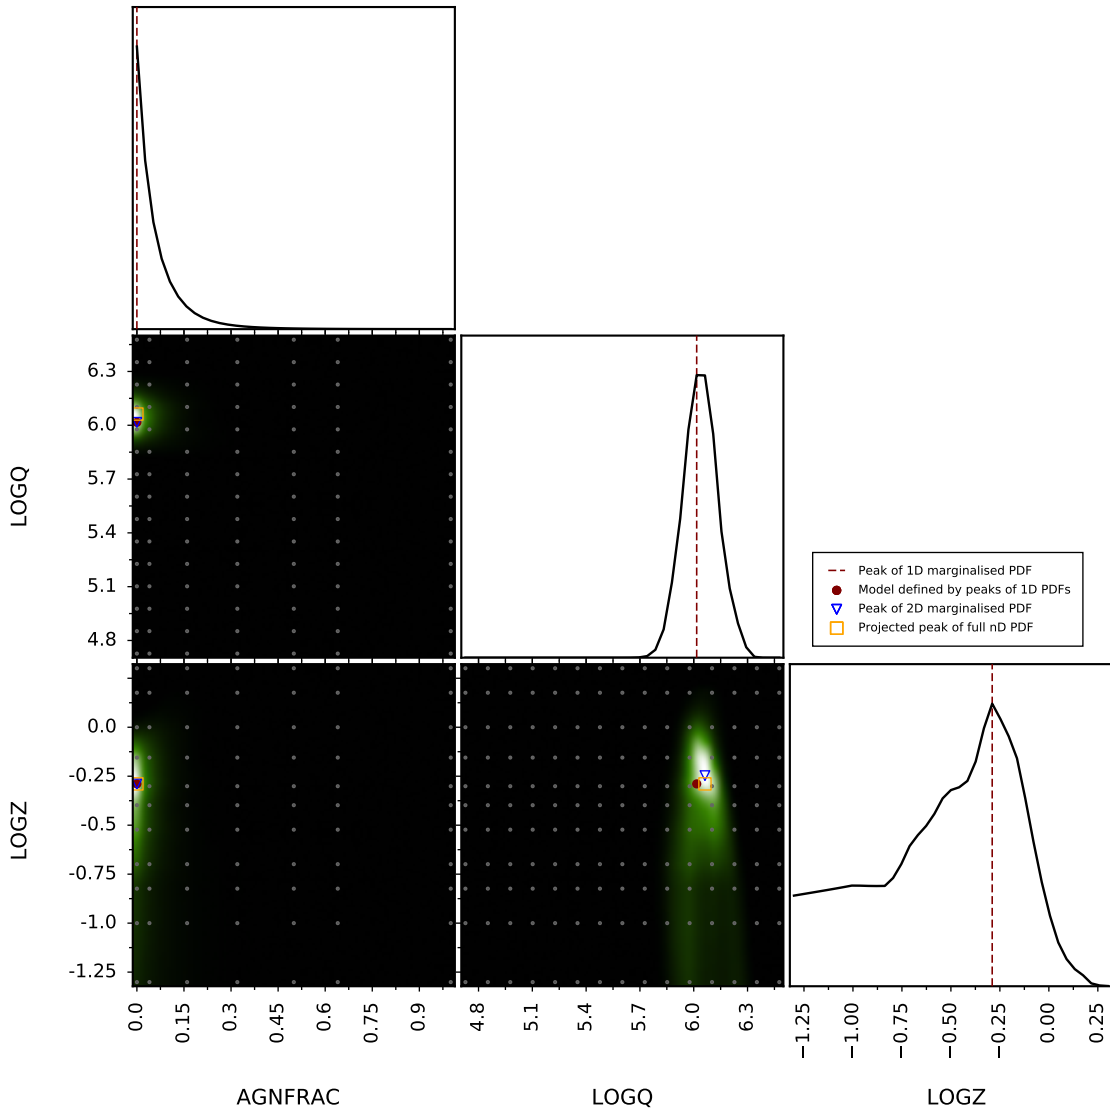 LOGQ
6.3
6.0
5.7
5.4
5.1
4.8
Peak of 1D marginalised PDF
Model defined by peaks of 1D PDFs
Peak of 2D marginalised PDF
Projected peak of full nD PDF
LOGZ
0.0
-0.25
-0.5
-0.75
-1.0
-1.25
0.0 0.15 0.3 0.45 0.6 0.75 0.9
4.8 5.1 5.4 5.7 6.0 6.3
−1.25 −1.00 −0.75 −0.50 −0.25 0.00 0.25
AGNFRAC LOGQ LOGZ